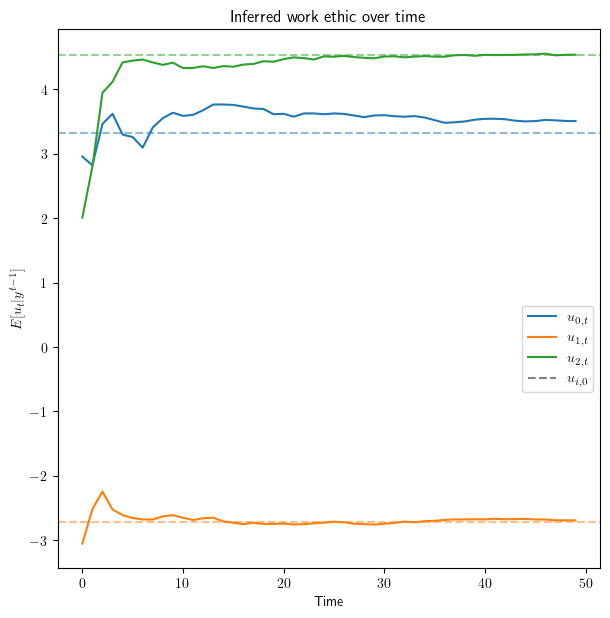 Inferred work ethic over time
E[u_t|y^{t−1}]
4
3
2
1
0
−1
−2
−3
u_{0,t}
u_{1,t}
u_{2,t}
u_{i,0}
0 10 20 30 40 50
Time